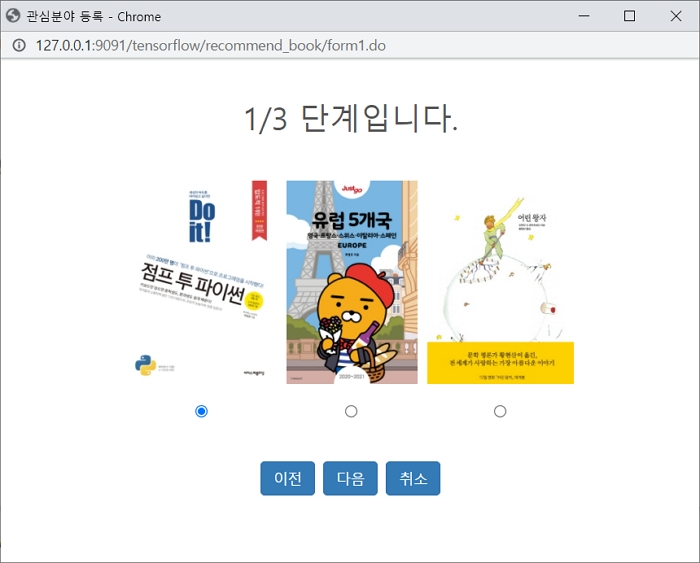 관심분야 등록 - Chrome
127.0.0.1:9091/tensorflow/recommend_book/form1.do
1/3 단계입니다.
Do
it!
점프 투 파이썬
Just go
유럽 5개국
영국·프랑스·스위스·이탈리아·스페인
EUROPE
2020~2021
어린 왕자
문학 평론가 황현산이 옮긴,
전 세계가 사랑하는 가장 아름다운 이야기
이전 다음 취소